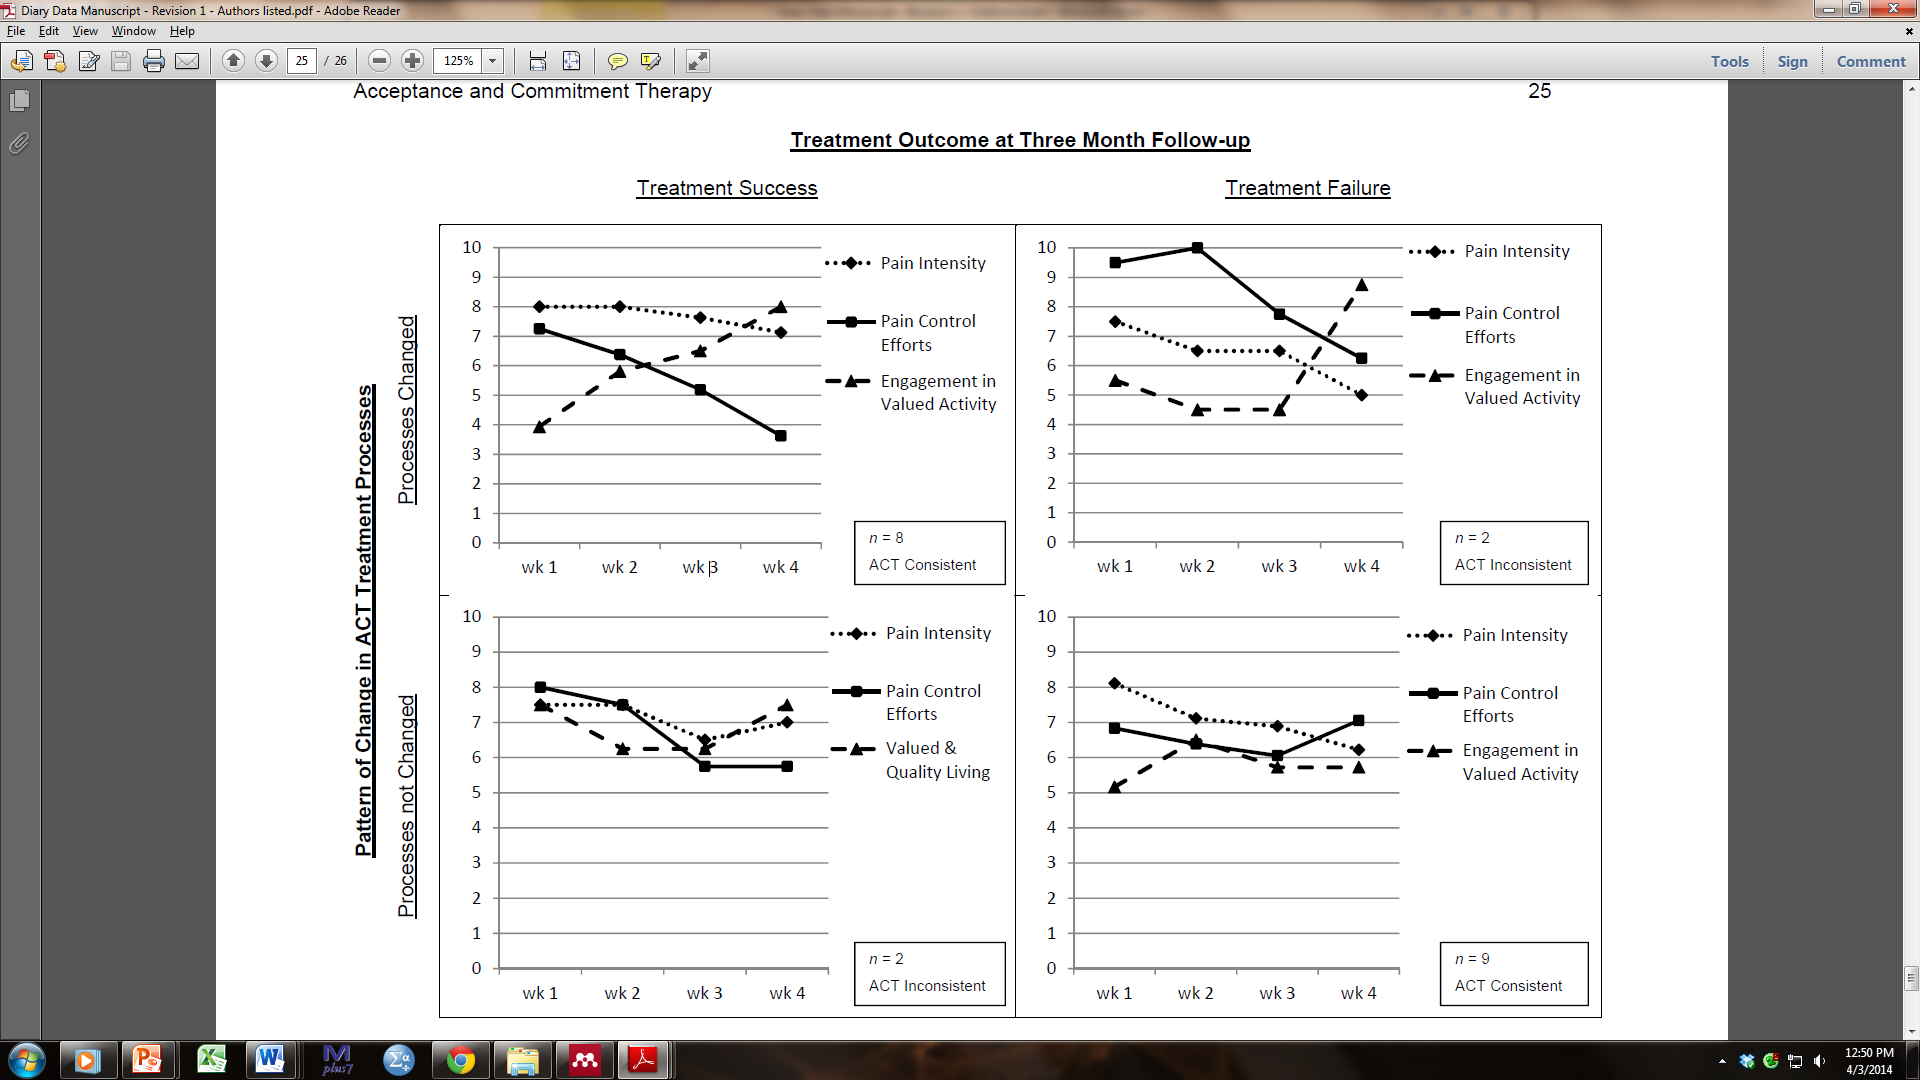 Diary Data Manuscript - Revision 1 - Authors listed.pdf - Adobe Reader
File Edit View Window Help
25 / 26 125% Tools Sign Comment
Acceptance and Commitment Therapy 25
Treatment Outcome at Three Month Follow-up
Treatment Success Treatment Failure
Pattern of Change in ACT Treatment Processes
Processes Changed
10
9
8
7
6
5
4
3
2
1
0
wk 1 wk 2 wk 3 wk 4
Pain Intensity
Pain Control
Efforts
Engagement in
Valued Activity
n = 8
ACT Consistent
10
9
8
7
6
5
4
3
2
1
0
wk 1 wk 2 wk 3 wk 4
Pain Intensity
Pain Control
Efforts
Engagement in
Valued Activity
n = 2
ACT Inconsistent
Processes not Changed
10
9
8
7
6
5
4
3
2
1
0
wk 1 wk 2 wk 3 wk 4
Pain Intensity
Pain Control
Efforts
Valued &
Quality Living
n = 2
ACT Inconsistent
10
9
8
7
6
5
4
3
2
1
0
wk 1 wk 2 wk 3 wk 4
Pain Intensity
Pain Control
Efforts
Engagement in
Valued Activity
n = 9
ACT Consistent
M
plus7
Σα
12:50 PM
4/3/2014